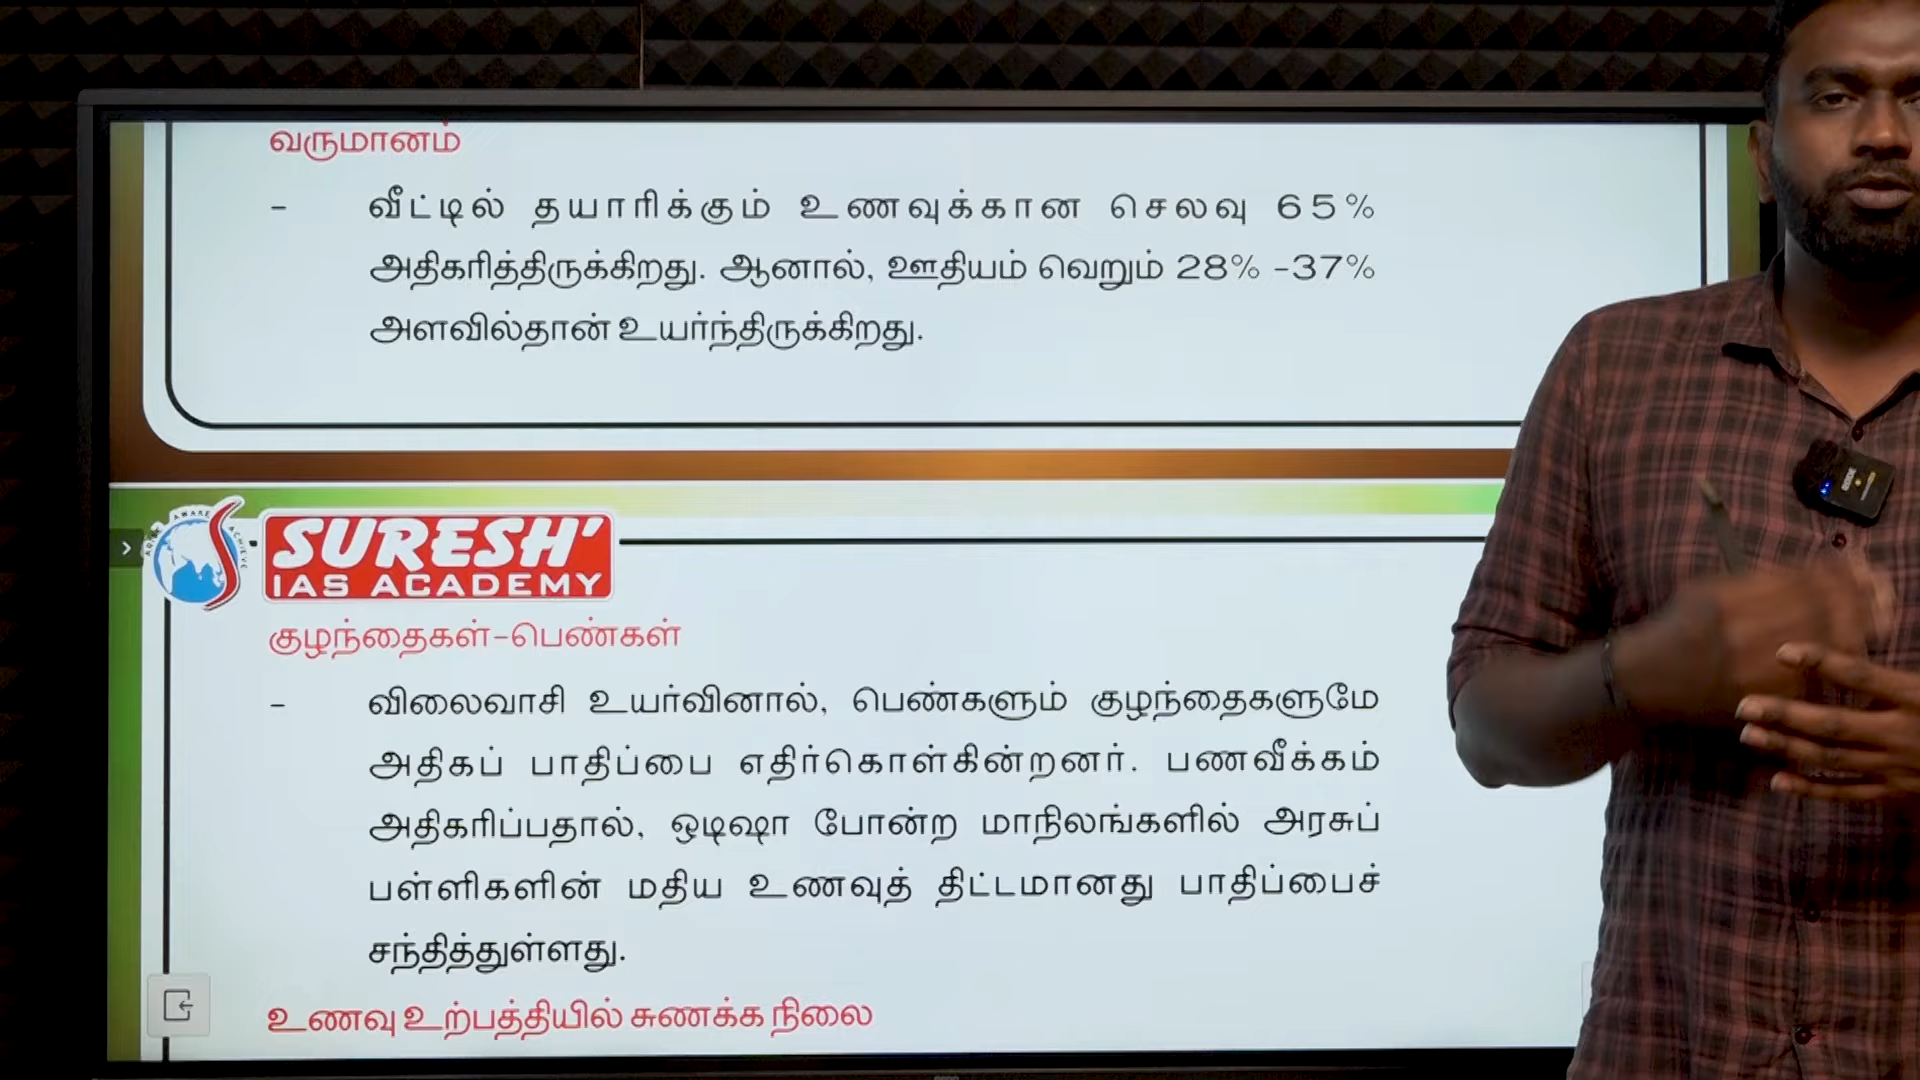 வருமானம்
- வீட்டில் தயாரிக்கும் உணவுக்கான செலவு 65%
அதிகரித்திருக்கிறது. ஆனால், ஊதியம் வெறும் 28% -37%
அளவில்தான் உயர்ந்திருக்கிறது.
SURESH'
IAS ACADEMY
குழந்தைகள்-பெண்கள்
- விலைவாசி உயர்வினால், பெண்களும் குழந்தைகளுமே
அதிகப் பாதிப்பை எதிர்கொள்கின்றனர். பணவீக்கம்
அதிகரிப்பதால், ஒடிஷா போன்ற மாநிலங்களில் அரசுப்
பள்ளிகளின் மதிய உணவுத் திட்டமானது பாதிப்பைச்
சந்தித்துள்ளது.
உணவு உற்பத்தியில் சுணக்க நிலை